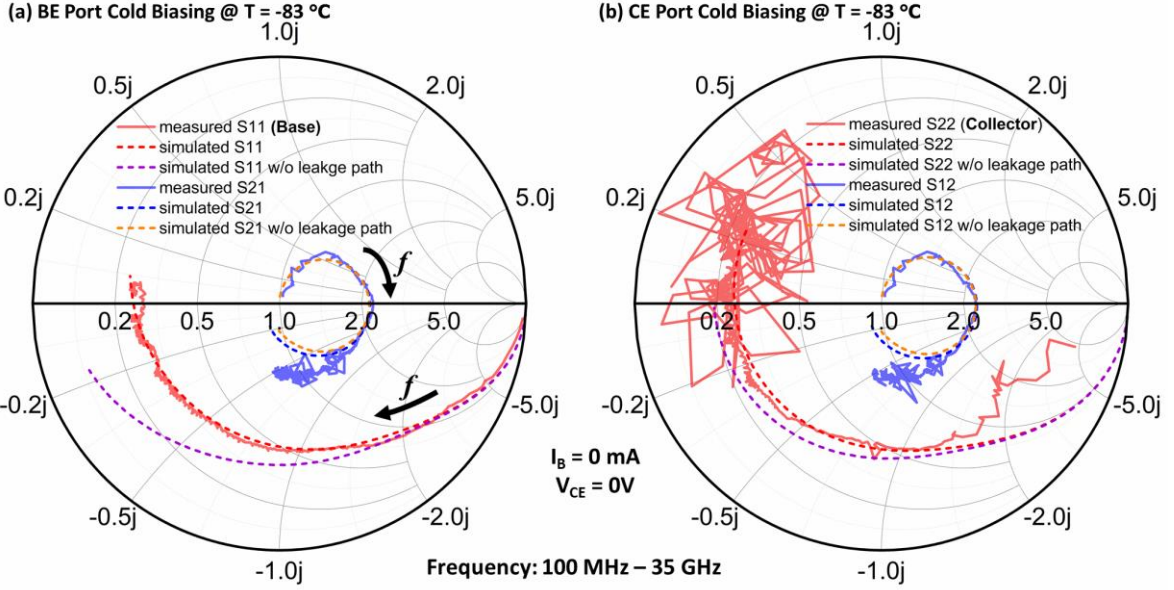 (a) BE Port Cold Biasing @ T = -83 °C
1.0j
0.5j
2.0j
measured S11 (Base)
simulated S11
simulated S11 w/o leakge path
measured S21
simulated S21
simulated S21 w/o leakage path
0.2j
5.0j
f
0.2
0.5
1.0
2.0
5.0
f
-0.2j
-5.0j
-0.5j
-2.0j
-1.0j
(b) CE Port Cold Biasing @ T = -83 °C
1.0j
0.5j
2.0j
measured S22 (Collector)
simulated S22
simulated S22 w/o leakage path
measured S12
simulated S12
simulated S12 w/o leakage path
0.2j
5.0j
0.2
0.5
1.0
2.0
5.0
-0.2j
-5.0j
-0.5j
-2.0j
-1.0j
I_B = 0 mA
V_CE = 0V
Frequency: 100 MHz – 35 GHz